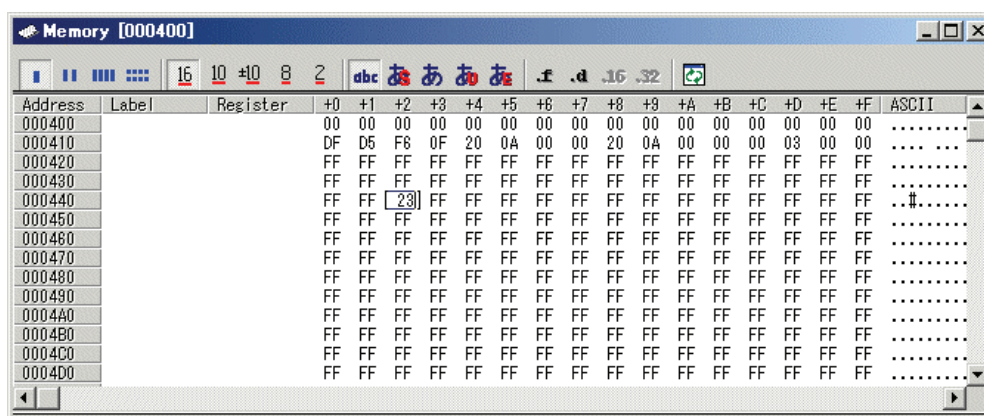 Memory [000400]
16 10 ±10 8 2 abc あS あ あU あE .f .d .16 .32
Address Label Register +0 +1 +2 +3 +4 +5 +6 +7 +8 +9 +A +B +C +D +E +F ASCII
000400 00 00 00 00 00 00 00 00 00 00 00 00 00 00 00 00 .........
000410 DF D5 F6 0F 20 0A 00 00 20 0A 00 00 00 03 00 00 .... ...
000420 FF FF FF FF FF FF FF FF FF FF FF FF FF FF FF FF .........
000430 FF FF FF FF FF FF FF FF FF FF FF FF FF FF FF FF .........
000440 FF FF 23 FF FF FF FF FF FF FF FF FF FF FF FF FF ..#......
000450 FF FF FF FF FF FF FF FF FF FF FF FF FF FF FF FF .........
000460 FF FF FF FF FF FF FF FF FF FF FF FF FF FF FF FF .........
000470 FF FF FF FF FF FF FF FF FF FF FF FF FF FF FF FF .........
000480 FF FF FF FF FF FF FF FF FF FF FF FF FF FF FF FF .........
000490 FF FF FF FF FF FF FF FF FF FF FF FF FF FF FF FF .........
0004A0 FF FF FF FF FF FF FF FF FF FF FF FF FF FF FF FF .........
0004B0 FF FF FF FF FF FF FF FF FF FF FF FF FF FF FF FF .........
0004C0 FF FF FF FF FF FF FF FF FF FF FF FF FF FF FF FF .........
0004D0 FF FF FF FF FF FF FF FF FF FF FF FF FF FF FF FF .........